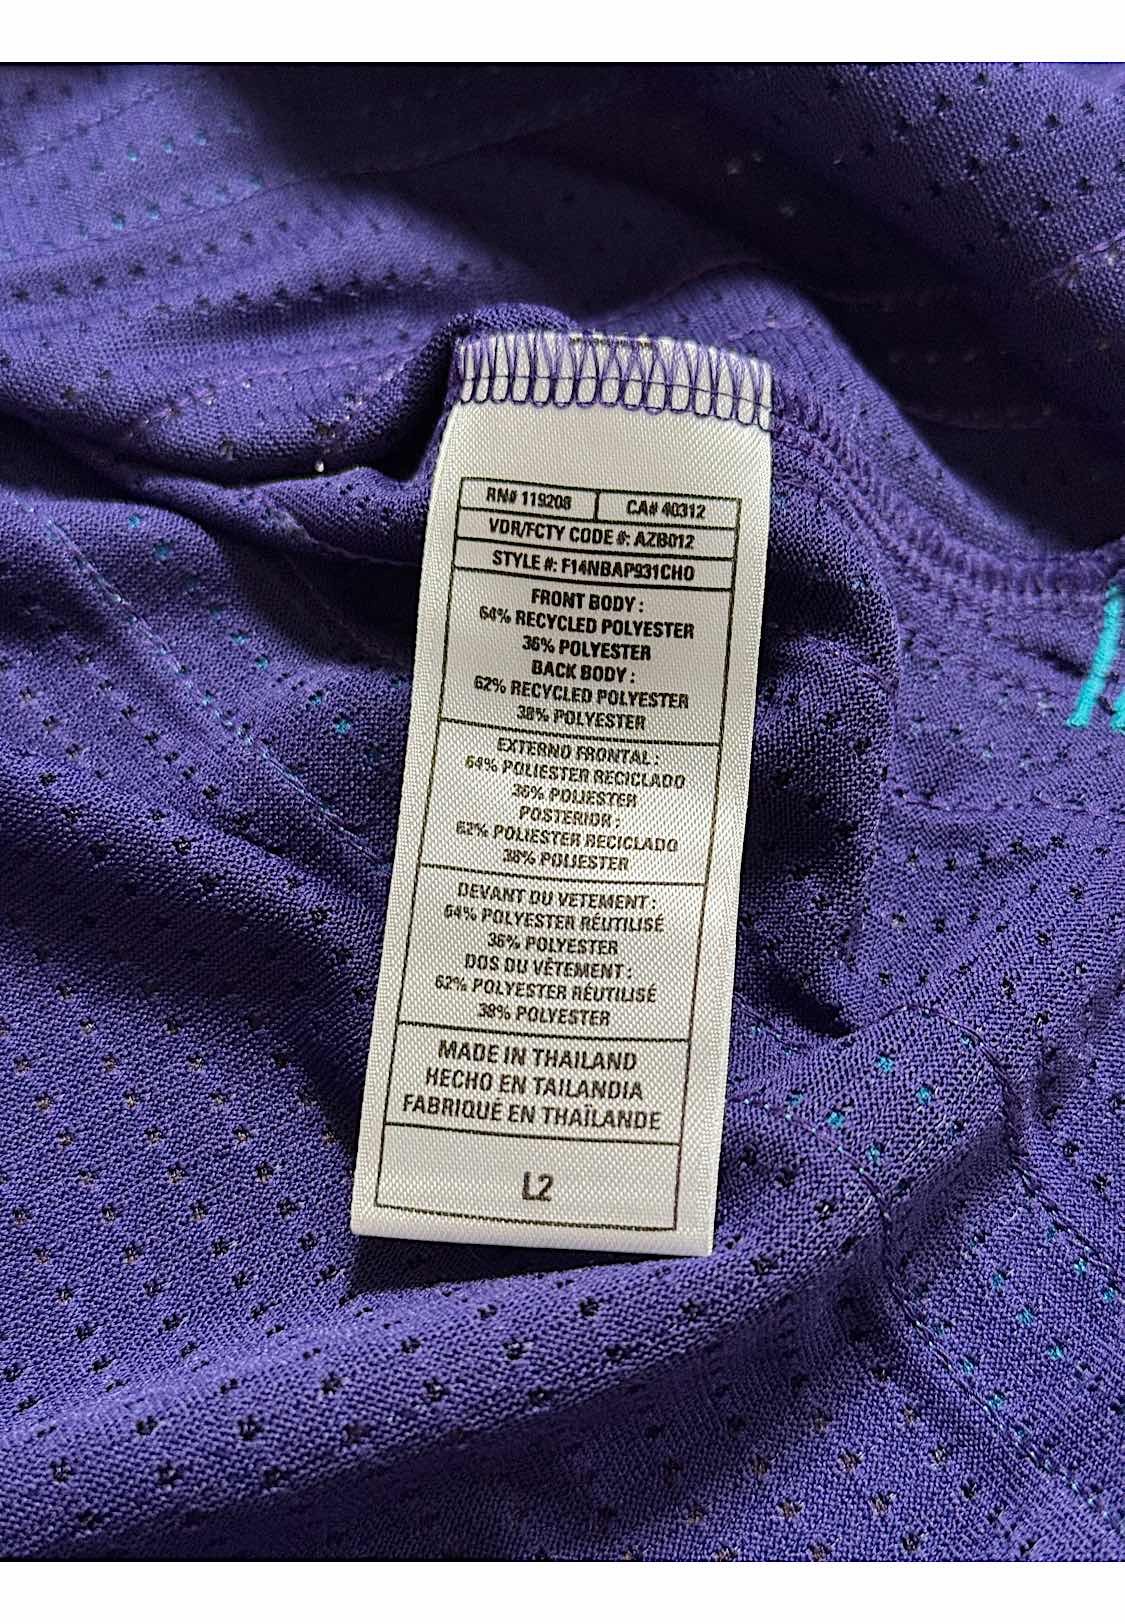 RN# 119208 CA# 40312
VDR/FCTY CODE #: AZB012
STYLE #: F14NBAP931CHO
FRONT BODY :
64% RECYCLED POLYESTER
36% POLYESTER
BACK BODY :
62% RECYCLED POLYESTER
38% POLYESTER
EXTERNO FRONTAL :
64% POLIESTER RECICLADO
36% POLIESTER
POSTERIOR :
62% POLIESTER RECICLADO
38% POLIESTER
DEVANT DU VETEMENT :
64% POLYESTER RÉUTILISÉ
36% POLYESTER
DOS DU VÊTEMENT :
62% POLYESTER RÉUTILISÉ
38% POLYESTER
MADE IN THAILAND
HECHO EN TAILANDIA
FABRIQUÉ EN THAÏLANDE
L2